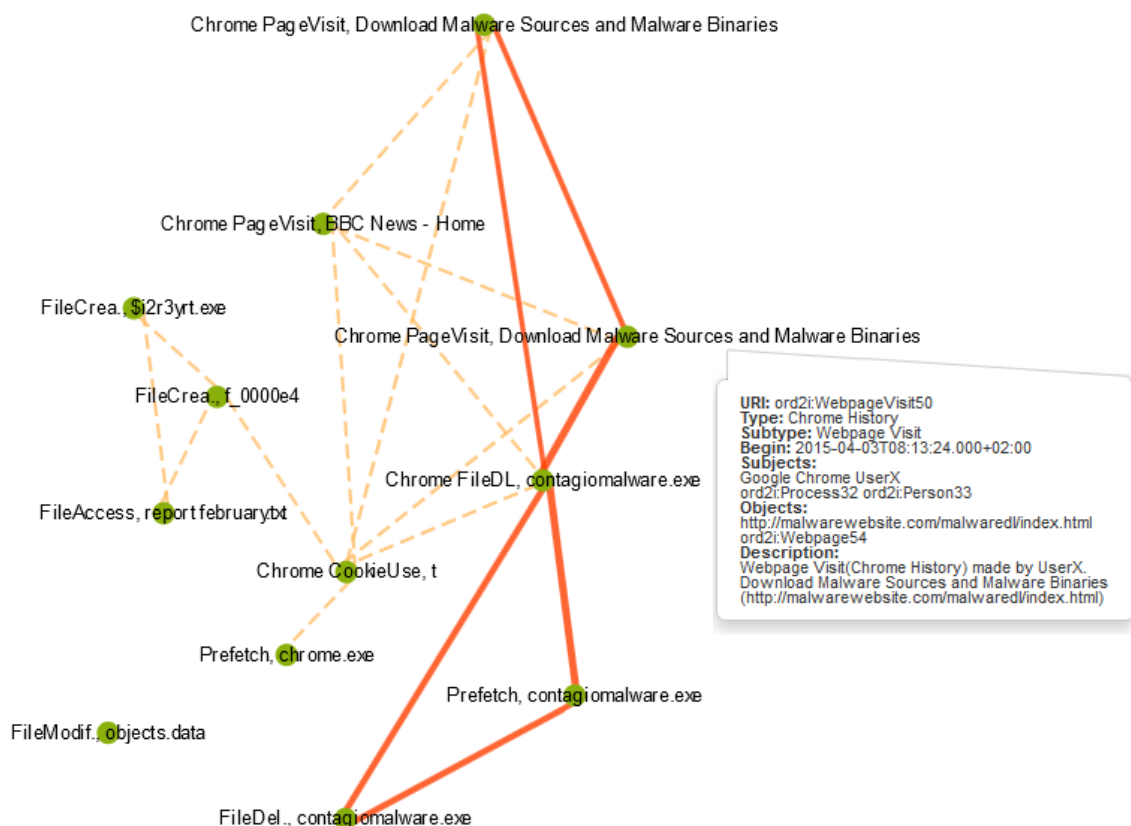 Chrome PageVisit, Download Malware Sources and Malware Binaries
Chrome PageVisit, BBC News - Home
FileCrea., $i2r3yrt.exe
Chrome PageVisit, Download Malware Sources and Malware Binaries
FileCrea., f_0000e4
URI: ord2i:WebpageVisit50
Type: Chrome History
Subtype: Webpage Visit
Begin: 2015-04-03T08:13:24.000+02:00
Subjects:
Google Chrome UserX
ord2i:Process32 ord2i:Person33
Objects:
http://malwarewebsite.com/malwaredl/index.html
ord2i:Webpage54
Description:
Webpage Visit(Chrome History) made by UserX.
Download Malware Sources and Malware Binaries
(http://malwarewebsite.com/malwaredl/index.html)
Chrome FileDL, contagiomalware.exe
FileAccess, report february.txt
Chrome CookieUse, t
Prefetch, chrome.exe
Prefetch, contagiomalware.exe
FileModif., objects.data
FileDel., contagiomalware.exe